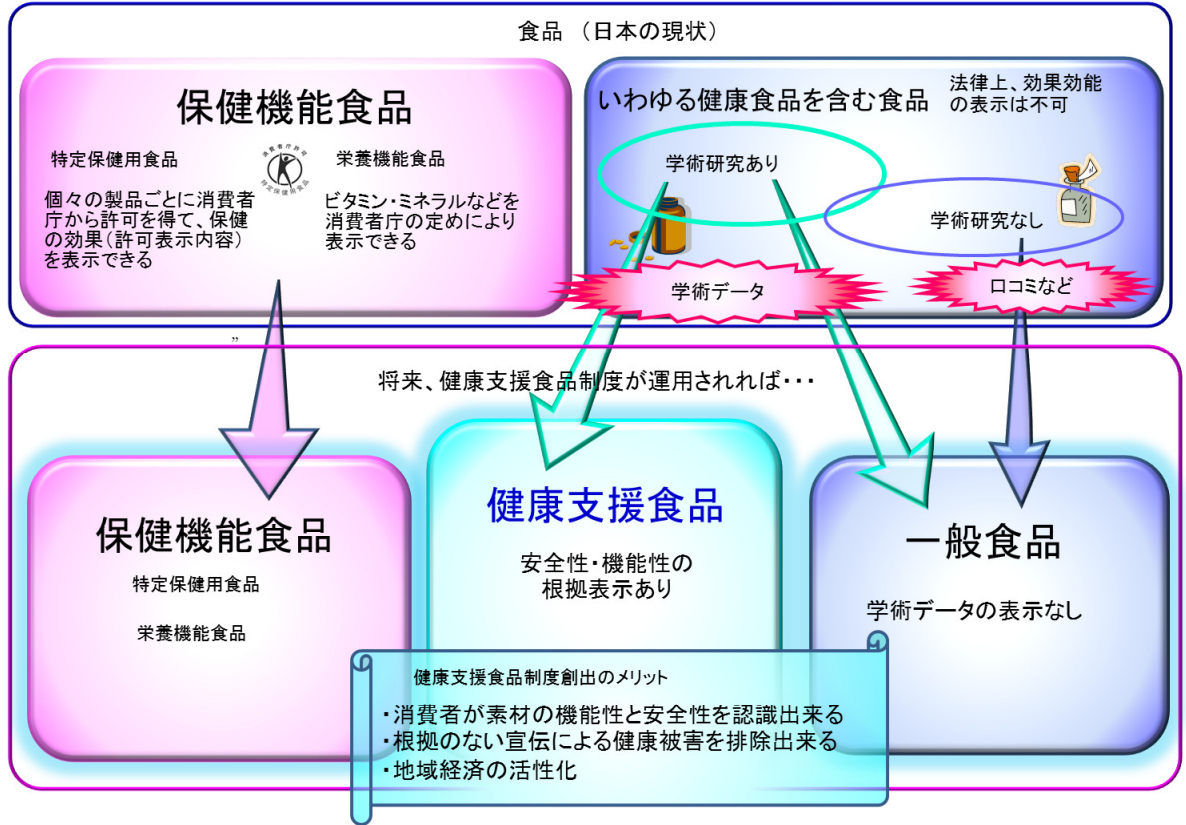 食品 (日本の現状)
保健機能食品
特定保健用食品
個々の製品ごとに消費者
庁から許可を得て、保健
の効果(許可表示内容)
を表示できる
消費者庁許可
特定保健用食品
栄養機能食品
ビタミン・ミネラルなどを
消費者庁の定めにより
表示できる
いわゆる健康食品を含む食品
法律上、効果効能
の表示は不可
学術研究あり
学術研究なし
学術データ
口コミなど
”
将来、健康支援食品制度が運用されれば・・・
保健機能食品
特定保健用食品
栄養機能食品
健康支援食品
安全性・機能性の
根拠表示あり
一般食品
学術データの表示なし
健康支援食品制度創出のメリット
・消費者が素材の機能性と安全性を認識出来る
・根拠のない宣伝による健康被害を排除出来る
・地域経済の活性化